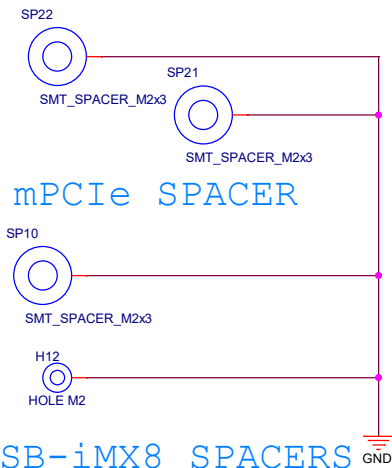 SP22
SMT_SPACER_M2x3
SP21
SMT_SPACER_M2x3
mPCIe SPACER
SP10
SMT_SPACER_M2x3
H12
HOLE M2
SB-iMX8 SPACERS
GND